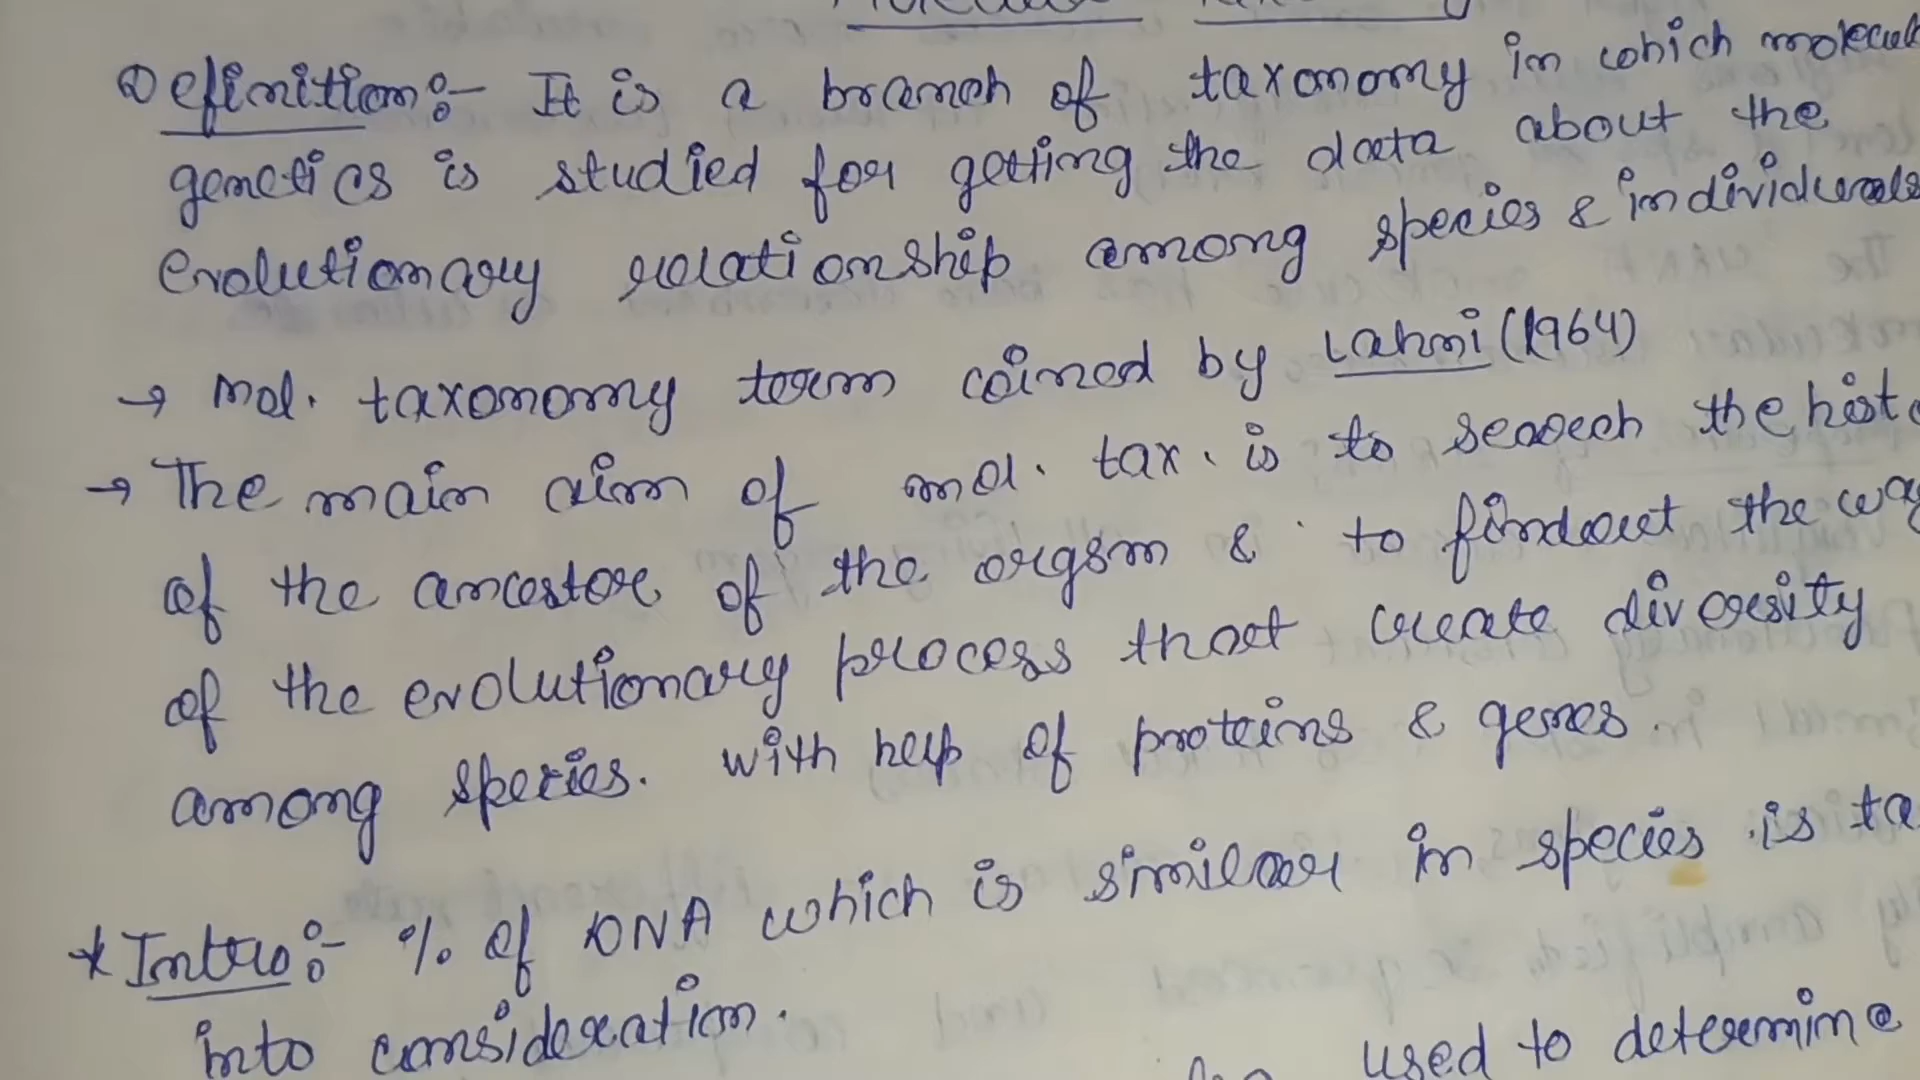 Molecular Taxonomy
Definition:- It is a branch of taxonomy in which molecul
genetics is studied for getting the data about the
evolutionary relationship among species & individuals
→ mol. taxonomy term coined by Lahni (1964)
→ The main aim of mol. tax. is to search the hist
of the ancestor of the orgsm & to findout the way
of the evolutionary process that create diversity
among species. with help of proteins & genes.
* Intro:- % of DNA which is similar in species is ta
into consideration.
used to determine